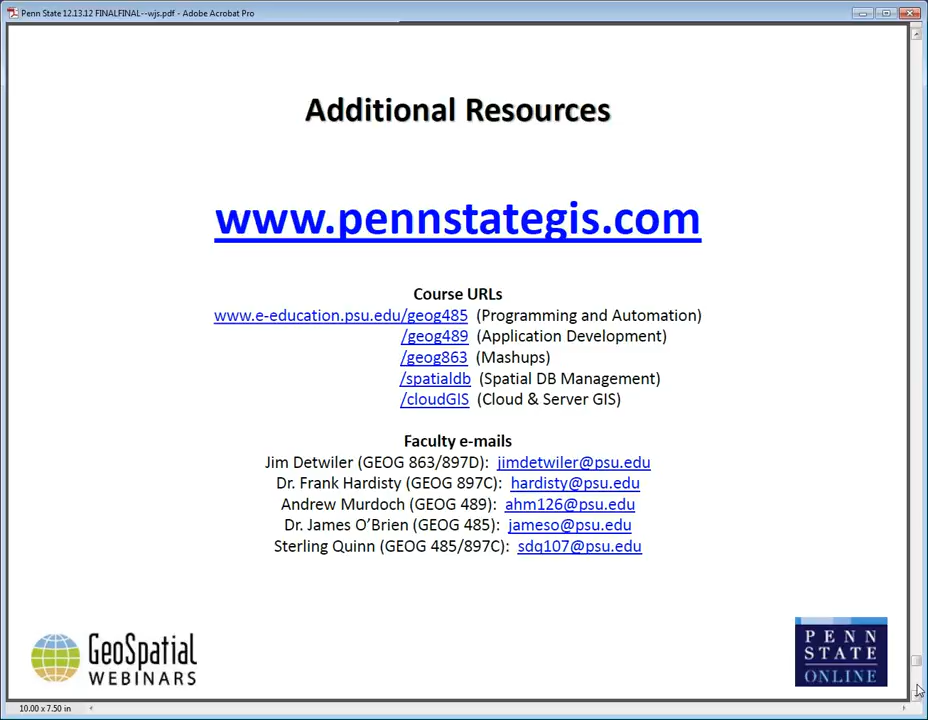 Penn State 12.13.12 FINALFINAL--wjs.pdf - Adobe Acrobat Pro
Additional Resources
www.pennstategis.com
Course URLs
www.e-education.psu.edu/geog485 (Programming and Automation)
/geog489 (Application Development)
/geog863 (Mashups)
/spatialdb (Spatial DB Management)
/cloudGIS (Cloud & Server GIS)
Faculty e-mails
Jim Detwiler (GEOG 863/897D): jimdetwiler@psu.edu
Dr. Frank Hardisty (GEOG 897C): hardisty@psu.edu
Andrew Murdoch (GEOG 489): ahm126@psu.edu
Dr. James O’Brien (GEOG 485): jameso@psu.edu
Sterling Quinn (GEOG 485/897C): sdq107@psu.edu
GeoSpatial
WEBINARS
PENN
STATE
ONLINE
10.00 x 7.50 in